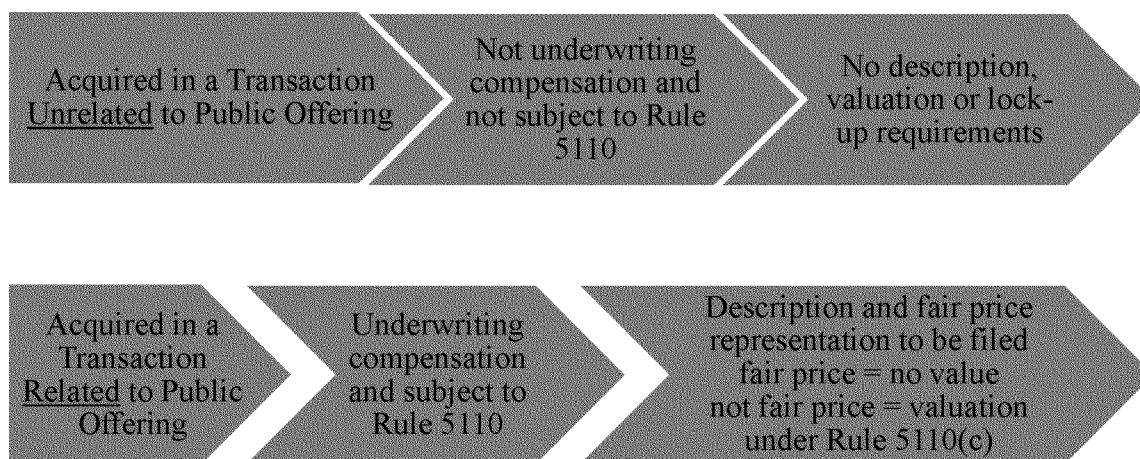 Acquired in a Transaction
Unrelated to Public Offering
Not underwriting
compensation and
not subject to Rule
5110
No description,
valuation or lock-
up requirements
Acquired in a
Transaction
Related to Public
Offering
Underwriting
compensation
and subject to
Rule 5110
Description and fair price
representation to be filed
fair price = no value
not fair price = valuation
under Rule 5110(c)